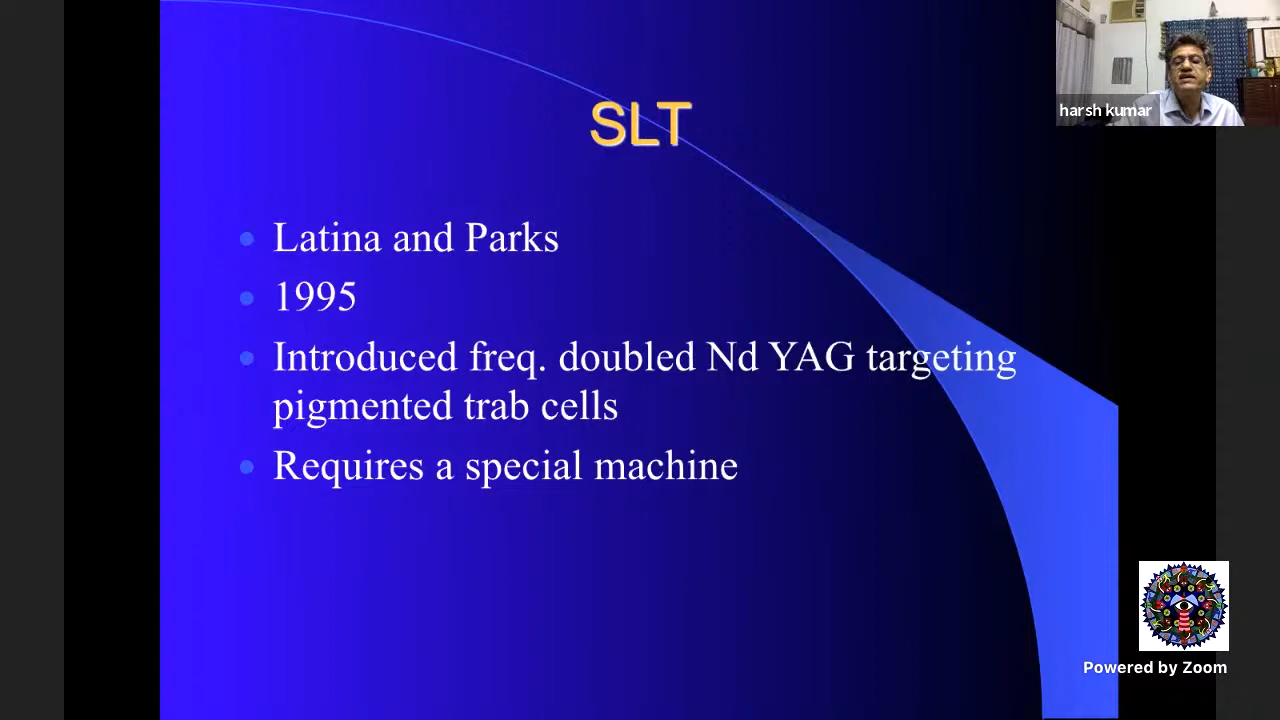 SLT
harsh kumar
Latina and Parks
1995
Introduced freq. doubled Nd YAG targeting
pigmented trab cells
Requires a special machine
Powered by Zoom